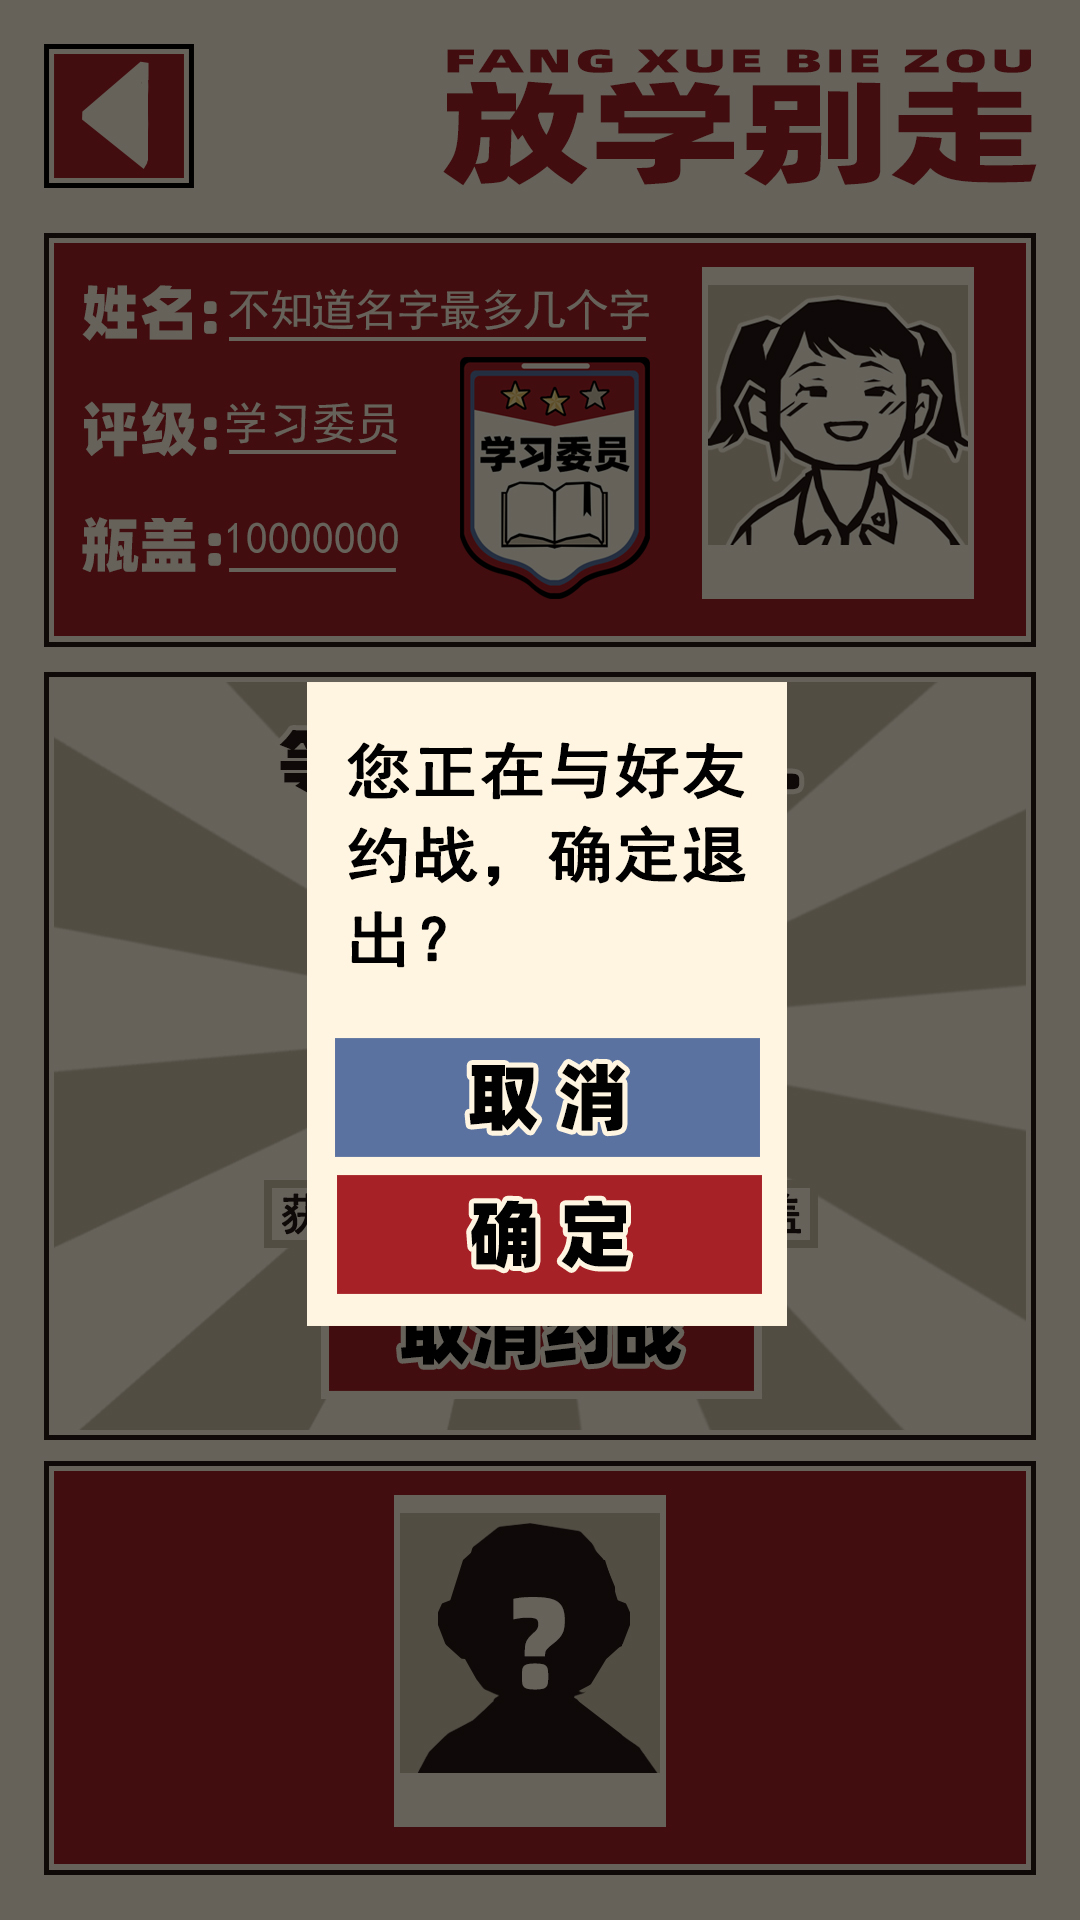 FANG XUE BIE ZOU
放学别走
姓名:不知道名字最多几个字
评级:学习委员
学习委员
瓶盖:10000000
您正在与好友
约战，确定退
出？
取消
确定
取消约战
?